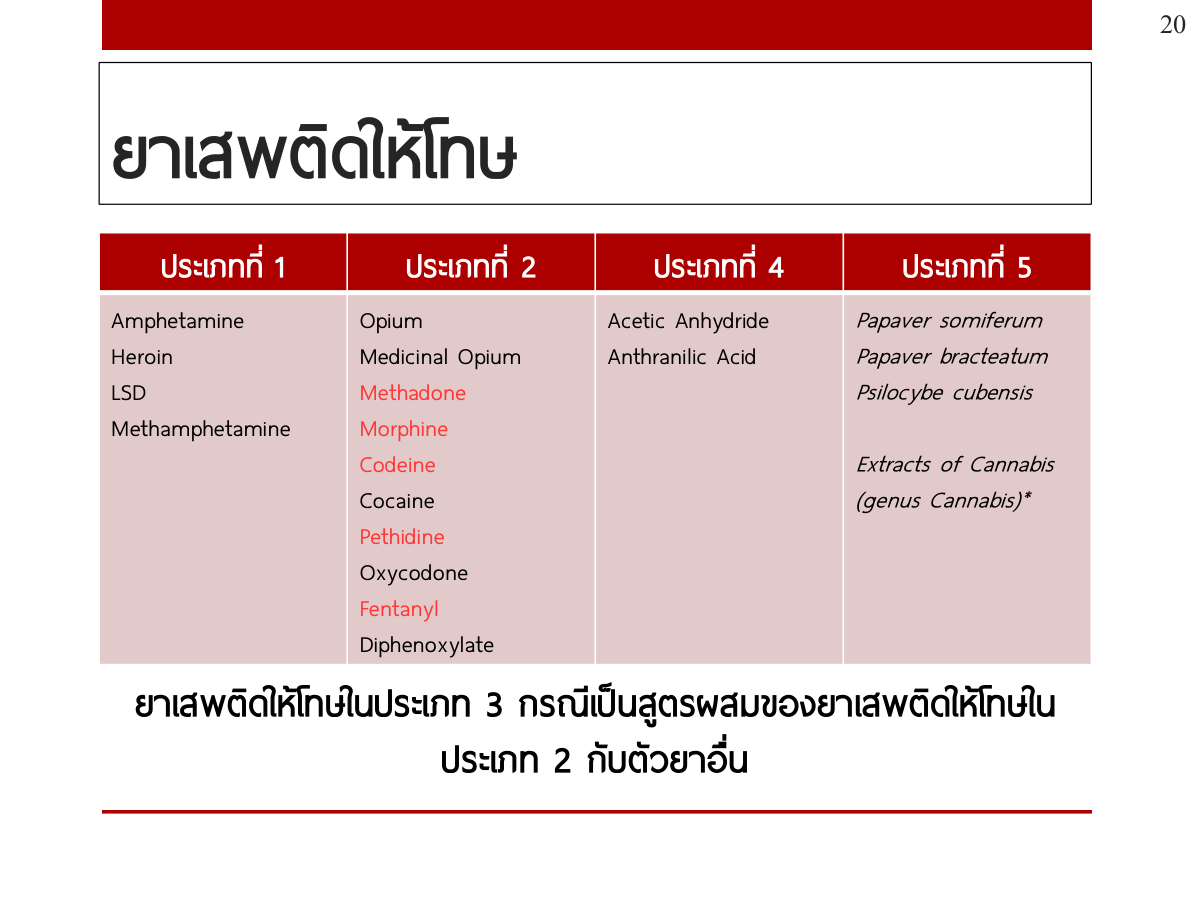 20
ยาเสพติดให้โทษ
ประเภทที่ 1 ประเภทที่ 2 ประเภทที่ 4 ประเภทที่ 5
Amphetamine
Heroin
LSD
Methamphetamine
Opium
Medicinal Opium
Methadone
Morphine
Codeine
Cocaine
Pethidine
Oxycodone
Fentanyl
Diphenoxylate
Acetic Anhydride
Anthranilic Acid
Papaver somiferum
Papaver bracteatum
Psilocybe cubensis
Extracts of Cannabis
(genus Cannabis)*
ยาเสพติดให้โทษในประเภท 3 กรณีเป็นสูตรผสมของยาเสพติดให้โทษใน
ประเภท 2 กับตัวยาอื่น